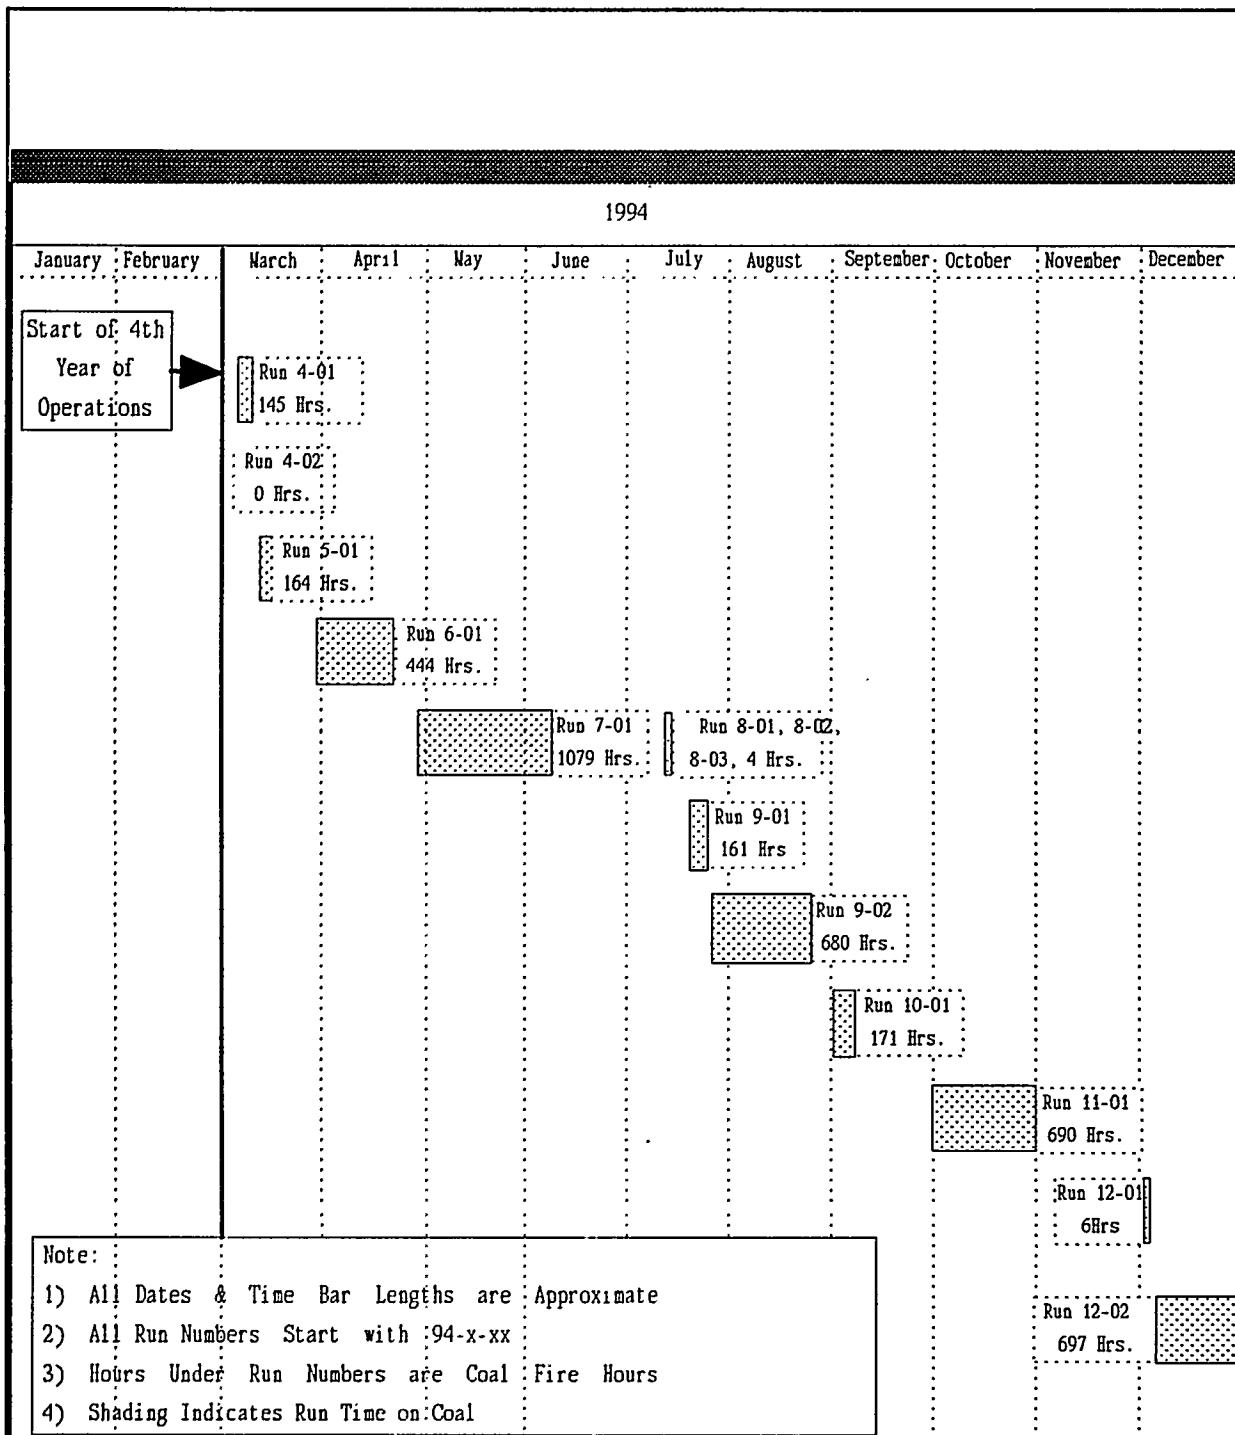 1994
January February March April May June July August September October November December
Start of 4th
Year of
Operations
Run 4-01
145 Hrs.
Run 4-02
0 Hrs.
Run 5-01
164 Hrs.
Run 6-01
444 Hrs.
Run 7-01
1079 Hrs.
Run 8-01, 8-02,
8-03, 4 Hrs.
Run 9-01
161 Hrs
Run 9-02
680 Hrs.
Run 10-01
171 Hrs.
Run 11-01
690 Hrs.
Run 12-01
6Hrs
Run 12-02
697 Hrs.
Note:
1) All Dates & Time Bar Lengths are Approximate
2) All Run Numbers Start with 94-x-xx
3) Hours Under Run Numbers are Coal Fire Hours
4) Shading Indicates Run Time on Coal